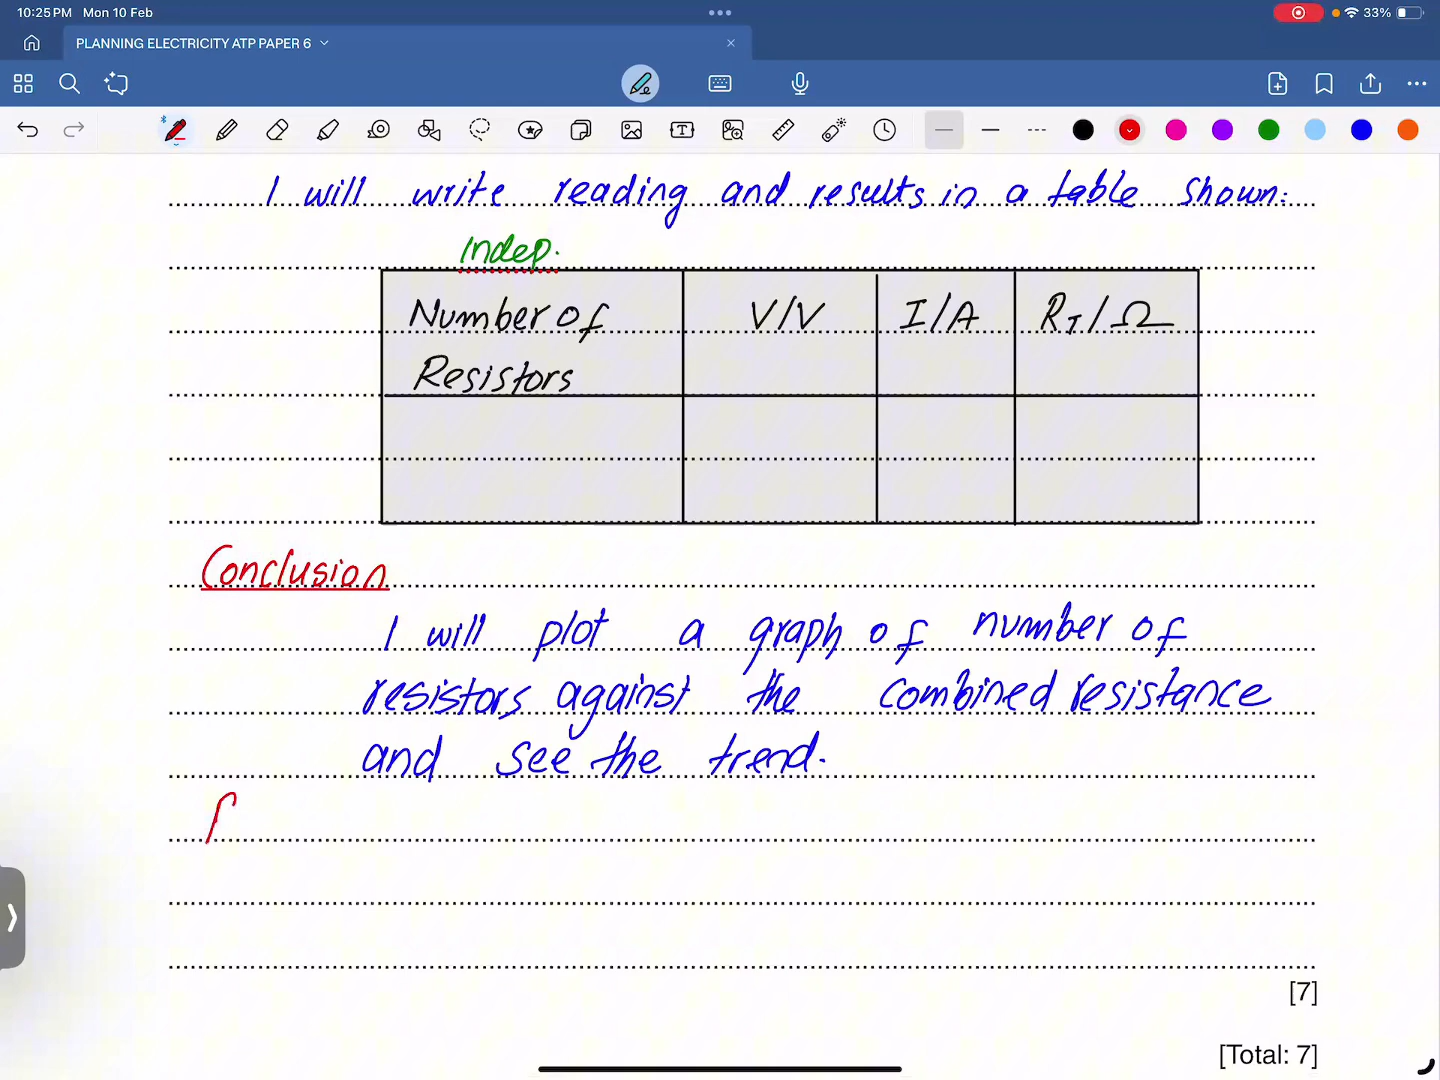 10:25 PM Mon 10 Feb
33%
PLANNING ELECTRICITY ATP PAPER 6
I will write reading and results in a table shown:
Indep.
Number of Resistors V/V I/A R_T/Ω
Conclusion
I will plot a graph of number of
resistors against the combined resistance
and see the trend.
[7]
[Total: 7]